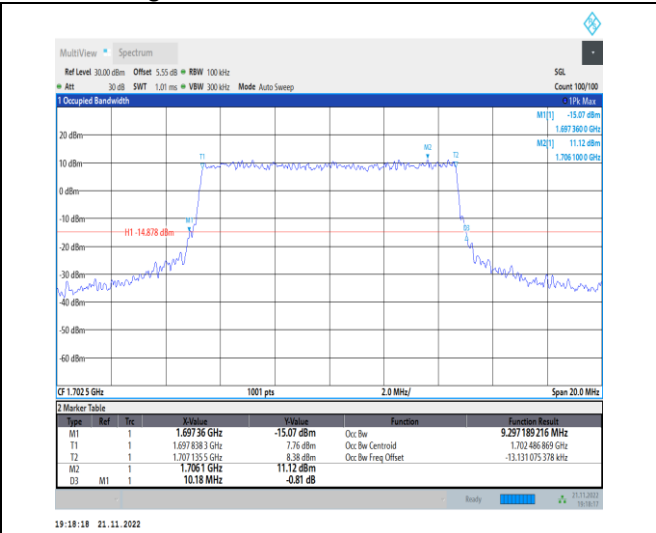 MultiView Spectrum
Ref Level 30.00 dBm Offset 5.55 dB RBW 100 kHz SGL
Att 30 dB SWT 1.01 ms VBW 300 kHz Mode Auto Sweep Count 100/100
1 Occupied Bandwidth 1Pk Max
M1[1] -15.07 dBm
1.697 360 0 GHz
M2[1] 11.12 dBm
1.706 100 0 GHz
20 dBm
M2
T1 T2
10 dBm
0 dBm
-10 dBm
M1
D3
H1 -14.878 dBm
-20 dBm
-30 dBm
-40 dBm
-50 dBm
-60 dBm
CF 1.702 5 GHz 1001 pts 2.0 MHz/ Span 20.0 MHz
2 Marker Table
Type Ref Trc X-Value Y-Value Function Function Result
M1 1 1.697 36 GHz -15.07 dBm Occ Bw 9.297 189 216 MHz
T1 1 1.697 838 3 GHz 7.76 dBm Occ Bw Centroid 1.702 486 869 GHz
T2 1 1.707 135 5 GHz 8.38 dBm Occ Bw Freq Offset -13.131 075 378 kHz
M2 1 1.706 1 GHz 11.12 dBm
D3 M1 1 10.18 MHz -0.81 dB
Ready 21.11.2022
19:18:17
19:18:18 21.11.2022